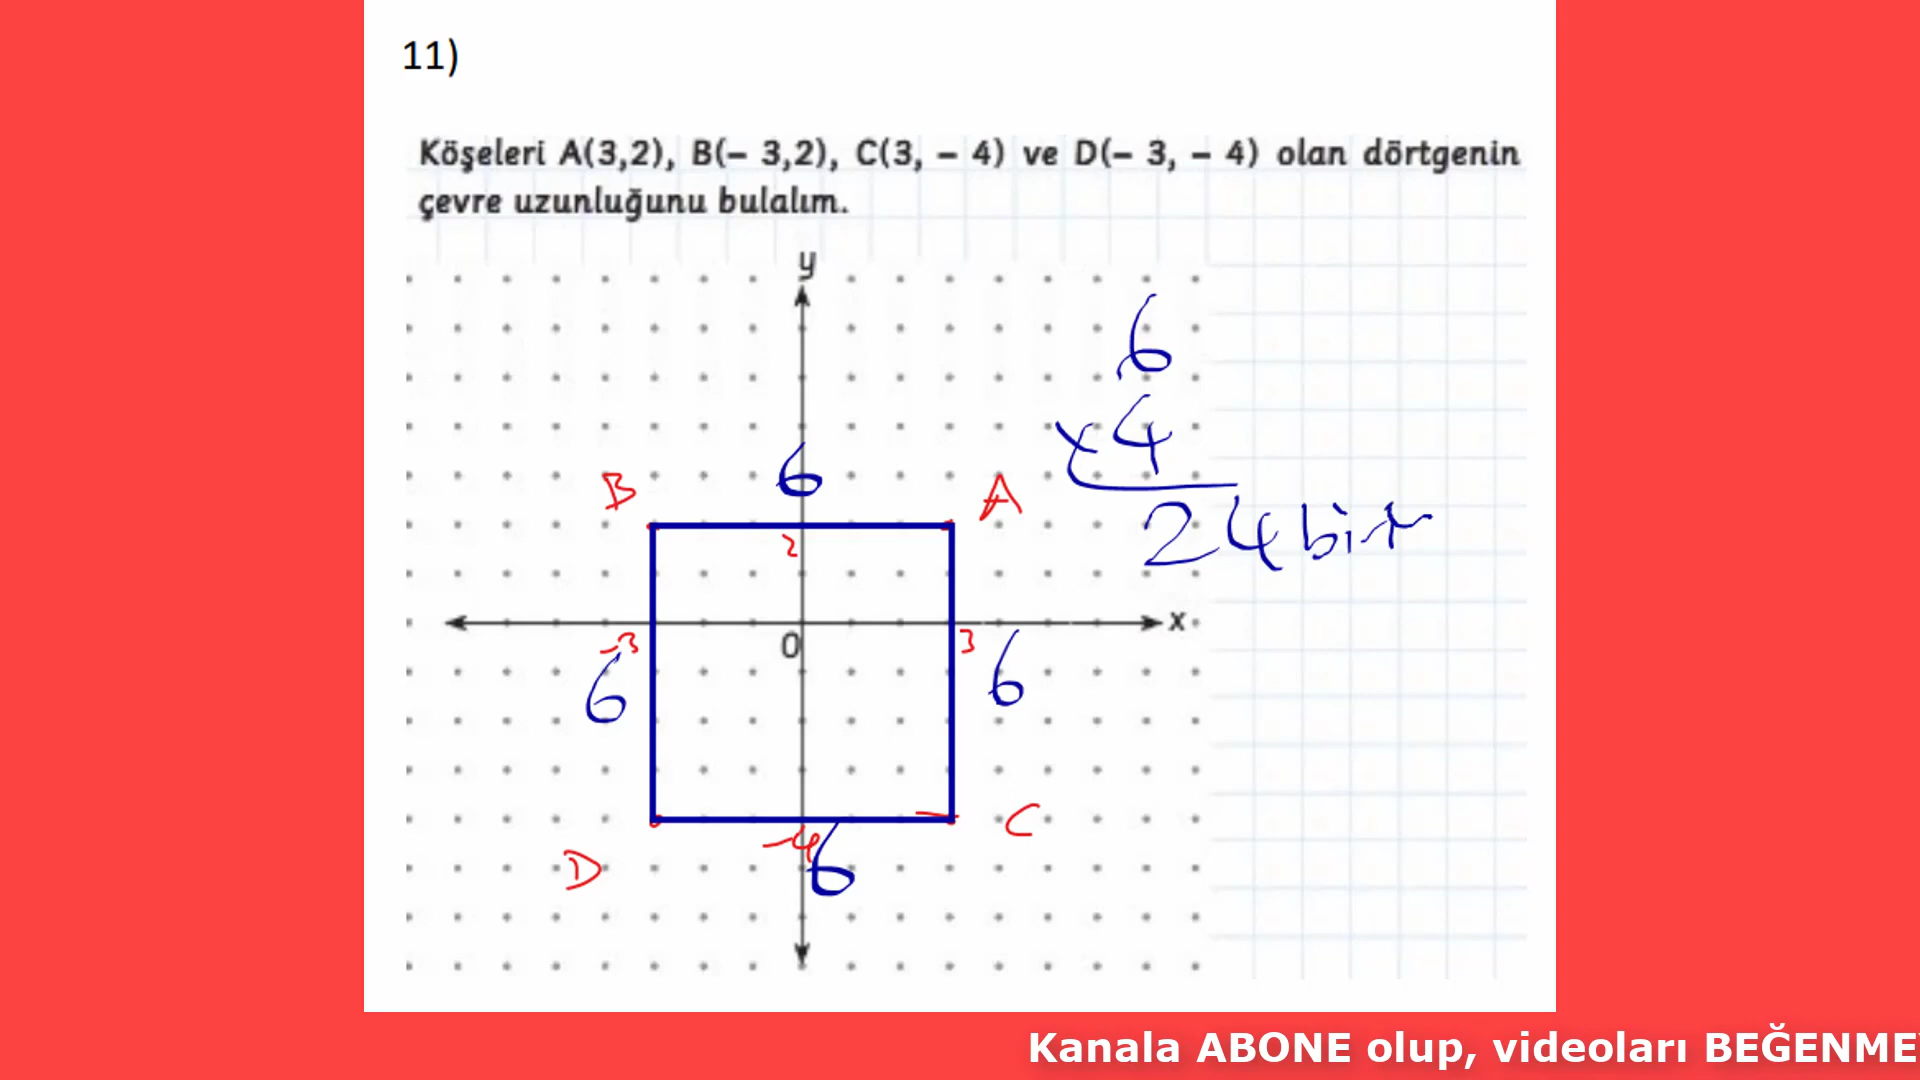 11)
Köşeleri A(3,2), B(– 3,2), C(3, – 4) ve D(– 3, – 4) olan dörtgenin
çevre uzunluğunu bulalım.
y
6
x4
24 bir
B
6
A
2
x
-3
0
3
6
6
-4
C
6
D
Kanala ABONE olup, videoları BEĞENME